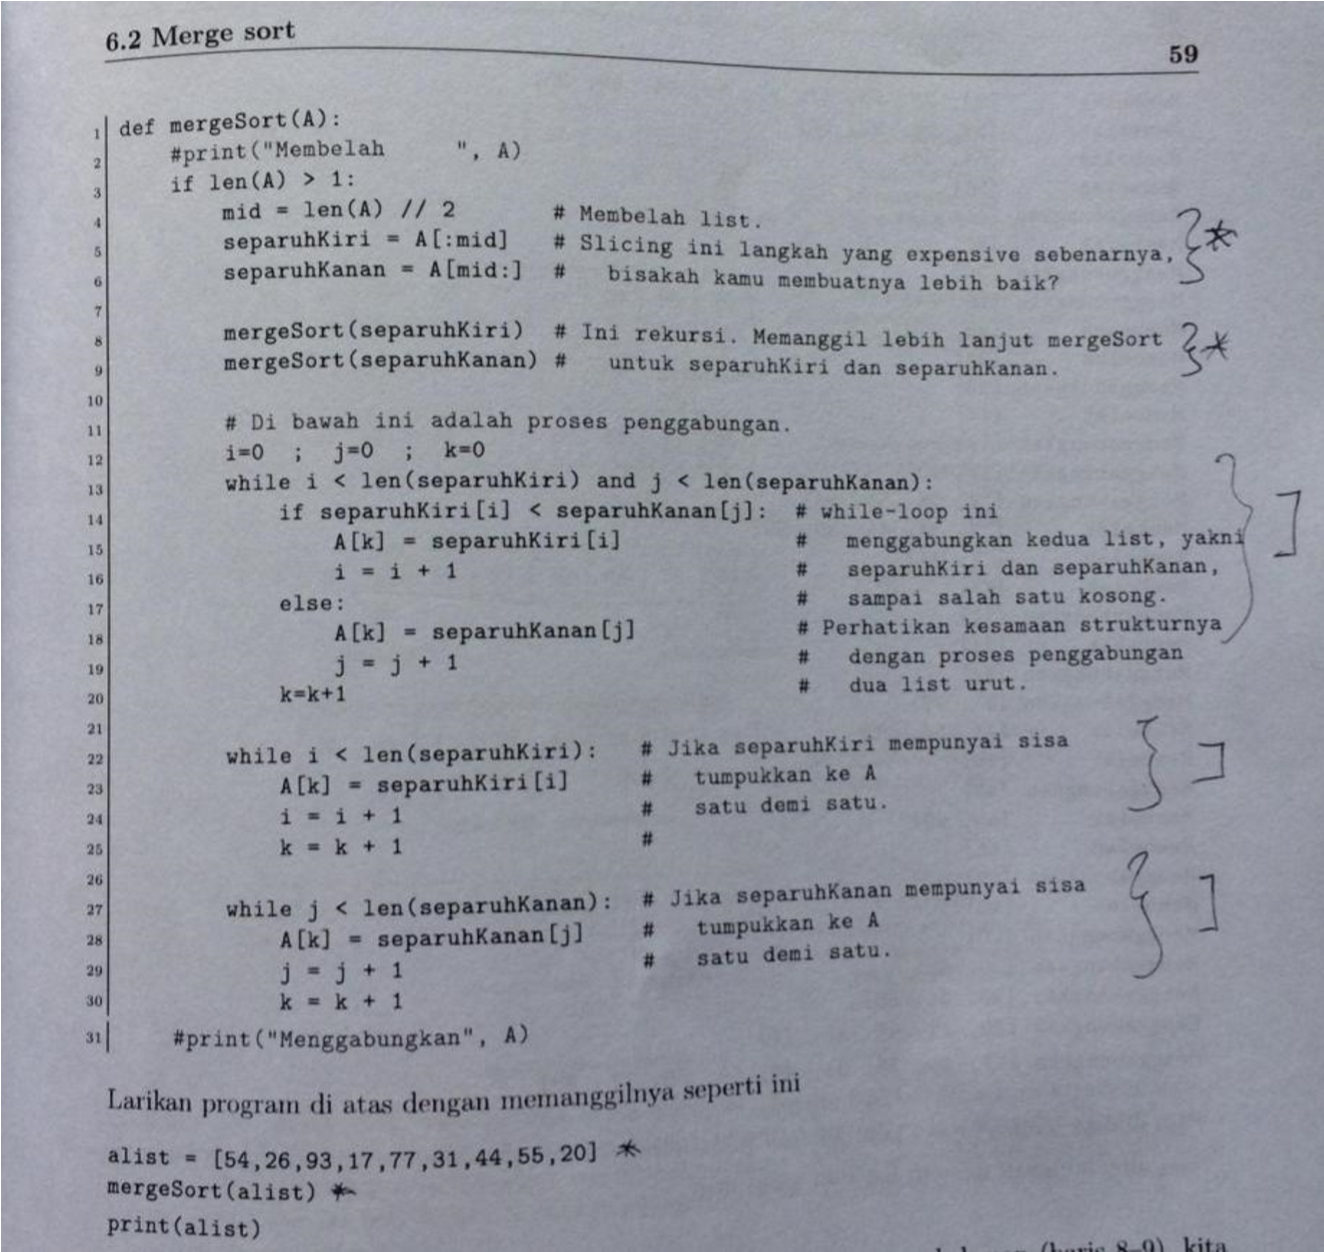 6.2 Merge sort
59
1 def mergeSort(A):
2     #print("Membelah      ", A)
3     if len(A) > 1:
4         mid = len(A) // 2       # Membelah list.
5         separuhKiri = A[:mid]   # Slicing ini langkah yang expensive sebenarnya,
6         separuhKanan = A[mid:]  #   bisakah kamu membuatnya lebih baik?
7
8         mergeSort(separuhKiri)  # Ini rekursi. Memanggil lebih lanjut mergeSort
9         mergeSort(separuhKanan) #   untuk separuhKiri dan separuhKanan.
10
11         # Di bawah ini adalah proses penggabungan.
12         i=0  ;  j=0  ;  k=0
13         while i < len(separuhKiri) and j < len(separuhKanan):
14             if separuhKiri[i] < separuhKanan[j]:  # while-loop ini
15                 A[k] = separuhKiri[i]             #   menggabungkan kedua list, yakni
16                 i = i + 1                         #   separuhKiri dan separuhKanan,
17             else:                                 #   sampai salah satu kosong.
18                 A[k] = separuhKanan[j]            # Perhatikan kesamaan strukturnya
19                 j = j + 1                         #   dengan proses penggabungan
20             k=k+1                                 #   dua list urut.
21
22         while i < len(separuhKiri):   # Jika separuhKiri mempunyai sisa
23             A[k] = separuhKiri[i]     #   tumpukkan ke A
24             i = i + 1                 #   satu demi satu.
25             k = k + 1                 #
26
27         while j < len(separuhKanan):  # Jika separuhKanan mempunyai sisa
28             A[k] = separuhKanan[j]    #   tumpukkan ke A
29             j = j + 1                 #   satu demi satu.
30             k = k + 1
31     #print("Menggabungkan", A)
Larikan program di atas dengan memanggilnya seperti ini
alist = [54,26,93,17,77,31,44,55,20]
mergeSort(alist)
print(alist)
(baris 8–9), kita